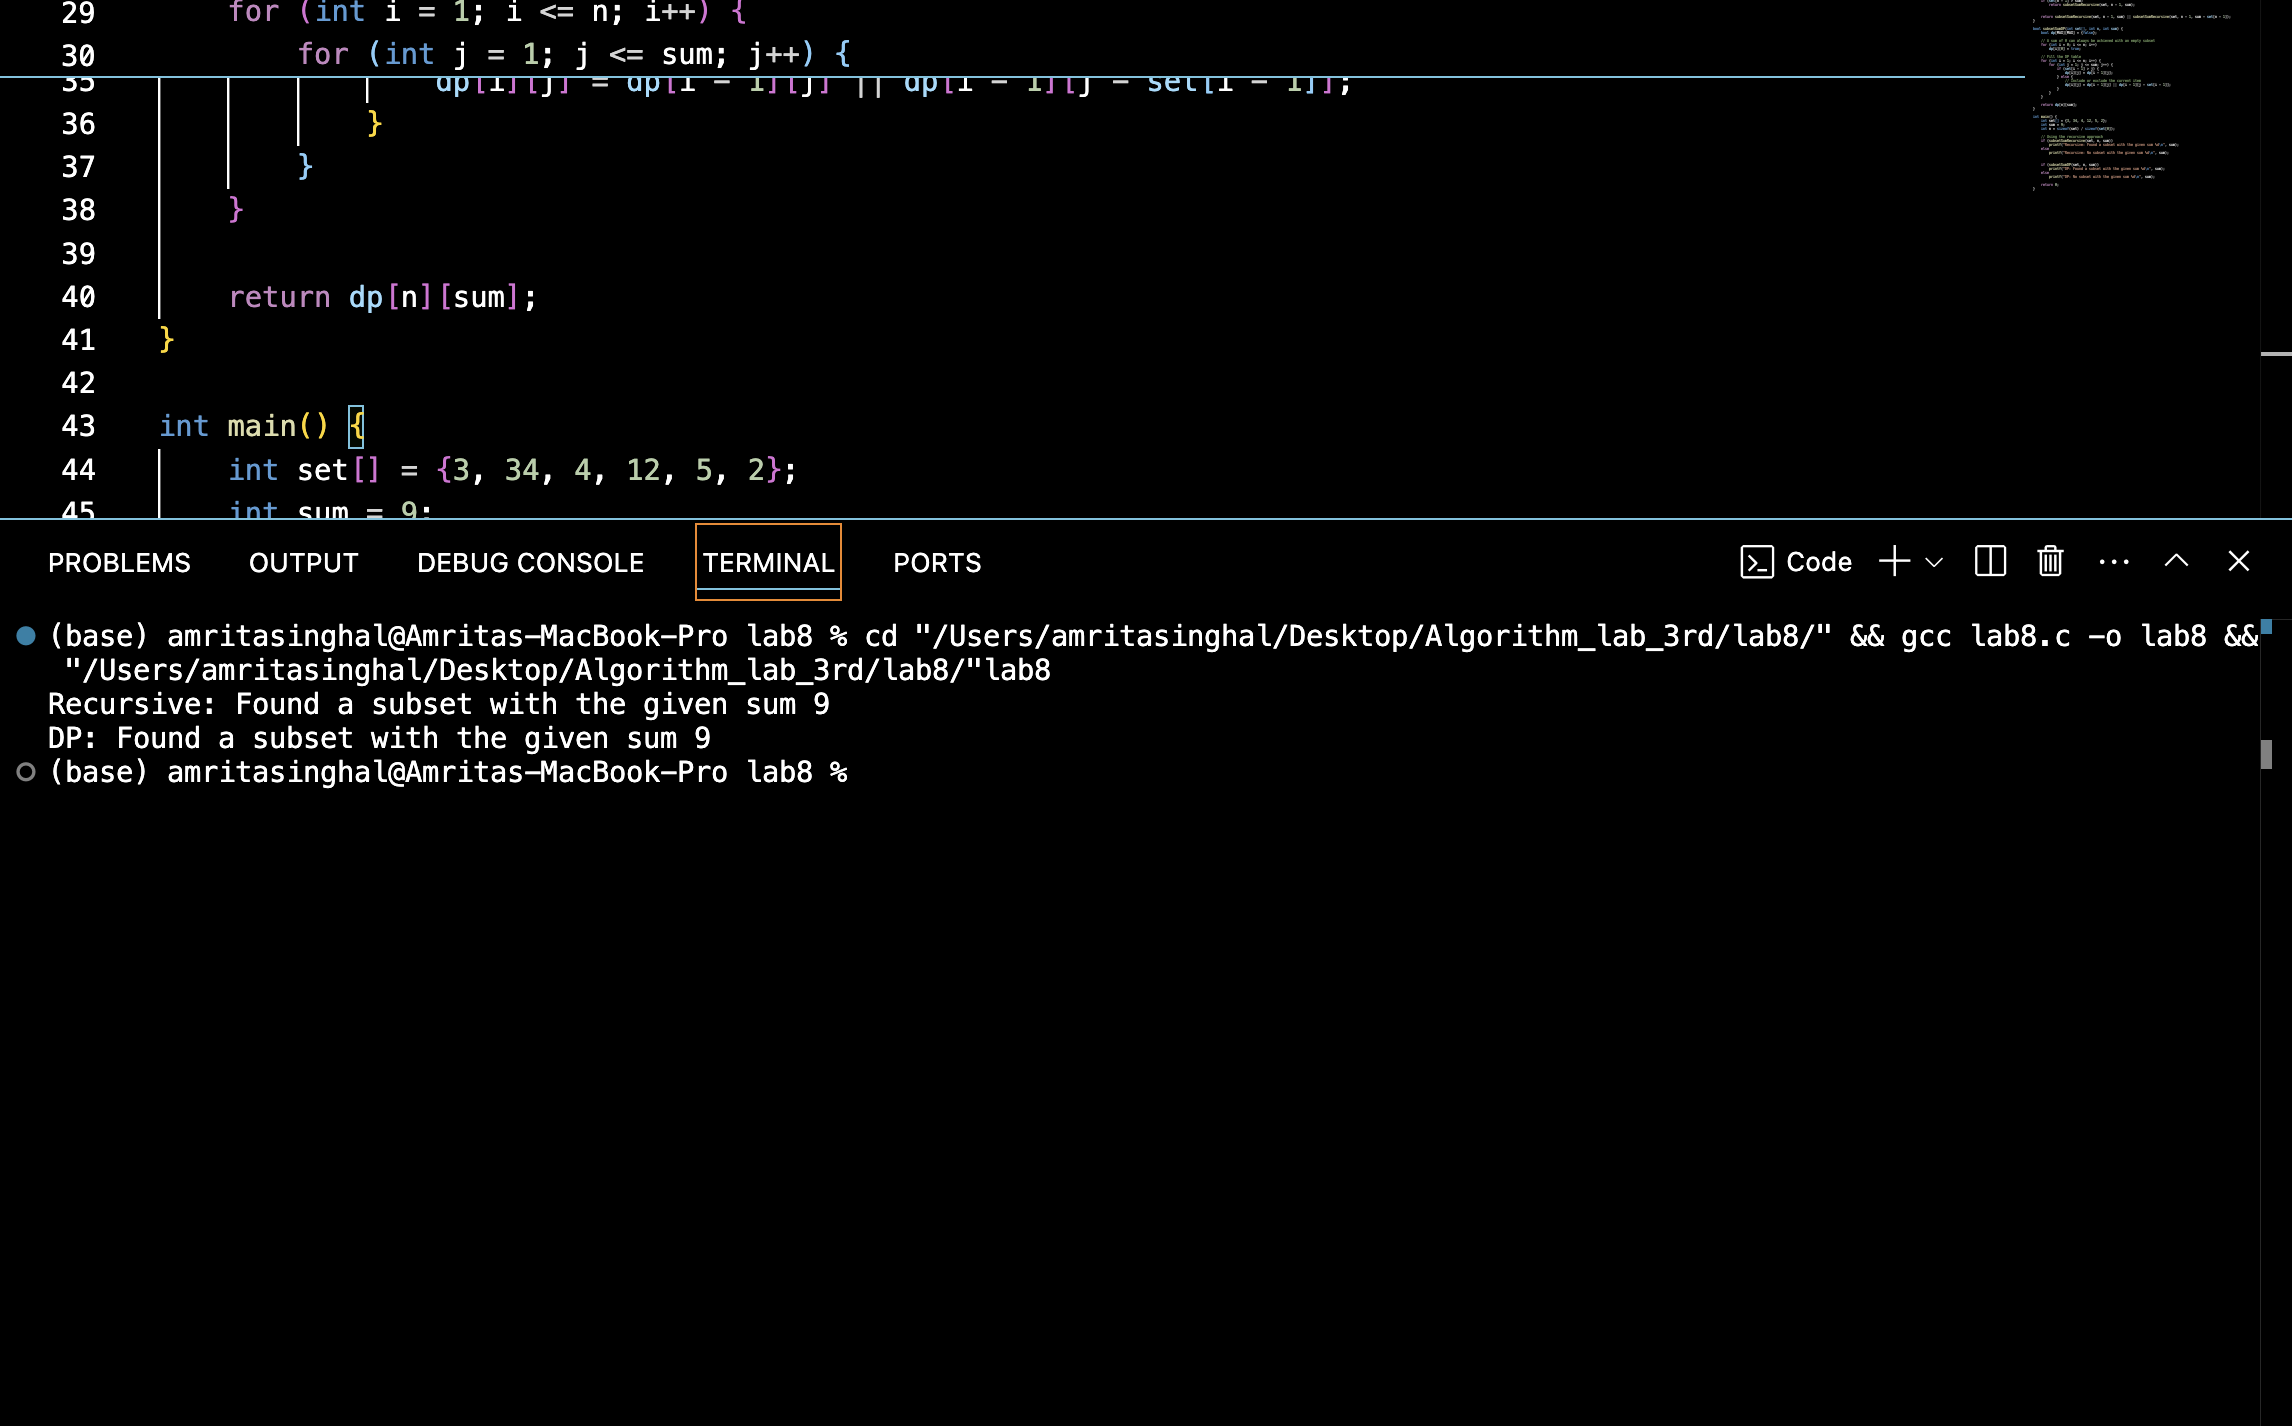 29 for (int i = 1; i <= n; i++) {
30 for (int j = 1; j <= sum; j++) {
35 dp[i][j] = dp[i - 1][j] || dp[i - 1][j - set[i - 1]];
36 }
37 }
38 }
39
40 return dp[n][sum];
41 }
42
43 int main() {
44 int set[] = {3, 34, 4, 12, 5, 2};
45 int sum = 9;
PROBLEMS OUTPUT DEBUG CONSOLE TERMINAL PORTS Code
(base) amritasinghal@Amritas-MacBook-Pro lab8 % cd "/Users/amritasinghal/Desktop/Algorithm_lab_3rd/lab8/" && gcc lab8.c -o lab8 &&
"/Users/amritasinghal/Desktop/Algorithm_lab_3rd/lab8/"lab8
Recursive: Found a subset with the given sum 9
DP: Found a subset with the given sum 9
(base) amritasinghal@Amritas-MacBook-Pro lab8 %